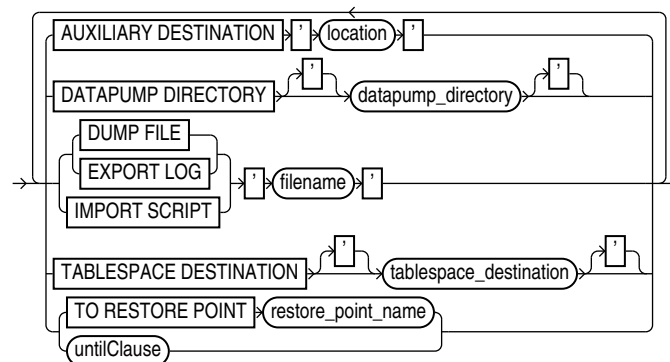 AUXILIARY DESTINATION ' location '
DATAPUMP DIRECTORY ' datapump_directory '
DUMP FILE
EXPORT LOG
IMPORT SCRIPT
' filename '
TABLESPACE DESTINATION ' tablespace_destination '
TO RESTORE POINT restore_point_name
untilClause